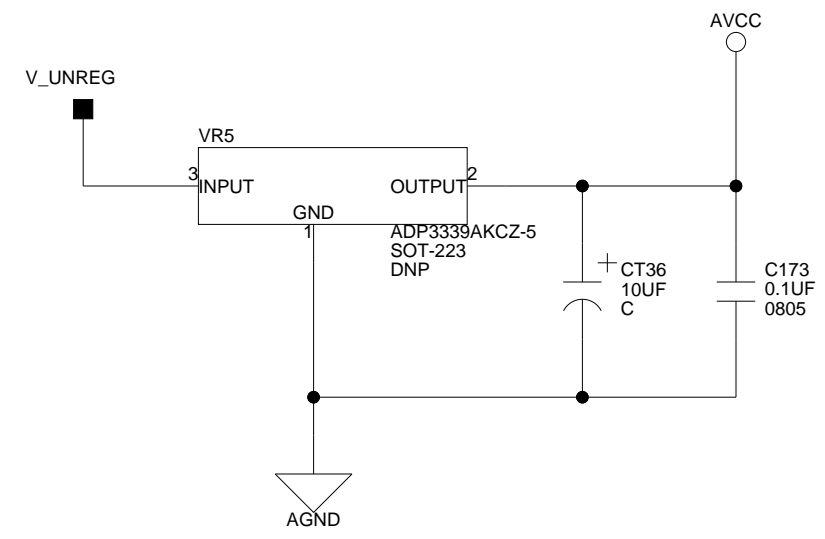 AVCC
V_UNREG
VR5
3
INPUT
OUTPUT
2
GND
1
ADP3339AKCZ-5
SOT-223
DNP
+
CT36
10UF
C
C173
0.1UF
0805
AGND